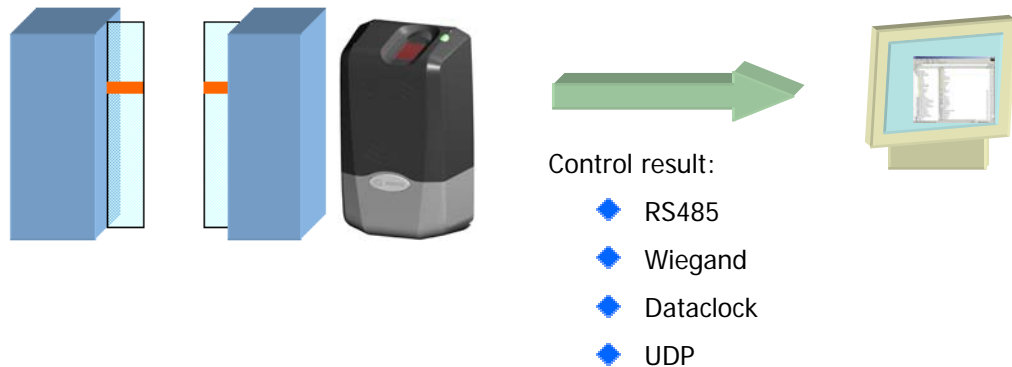 Control result:
RS485
Wiegand
Dataclock
UDP